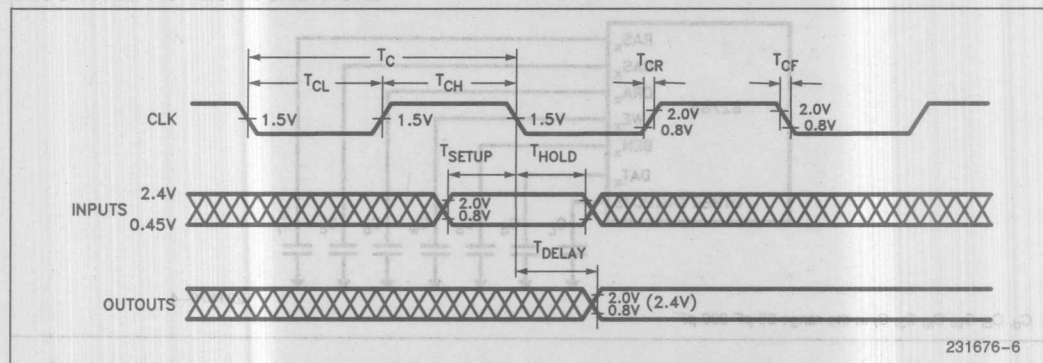 T_C
T_CL T_CH T_CR T_CF
CLK 1.5V 1.5V 1.5V 2.0V 0.8V 2.0V 0.8V
T_SETUP T_HOLD
INPUTS 2.4V 0.45V 2.0V 0.8V
T_DELAY
OUTOUTS 2.0V (2.4V) 0.8V
231676-6
RAS
DAT